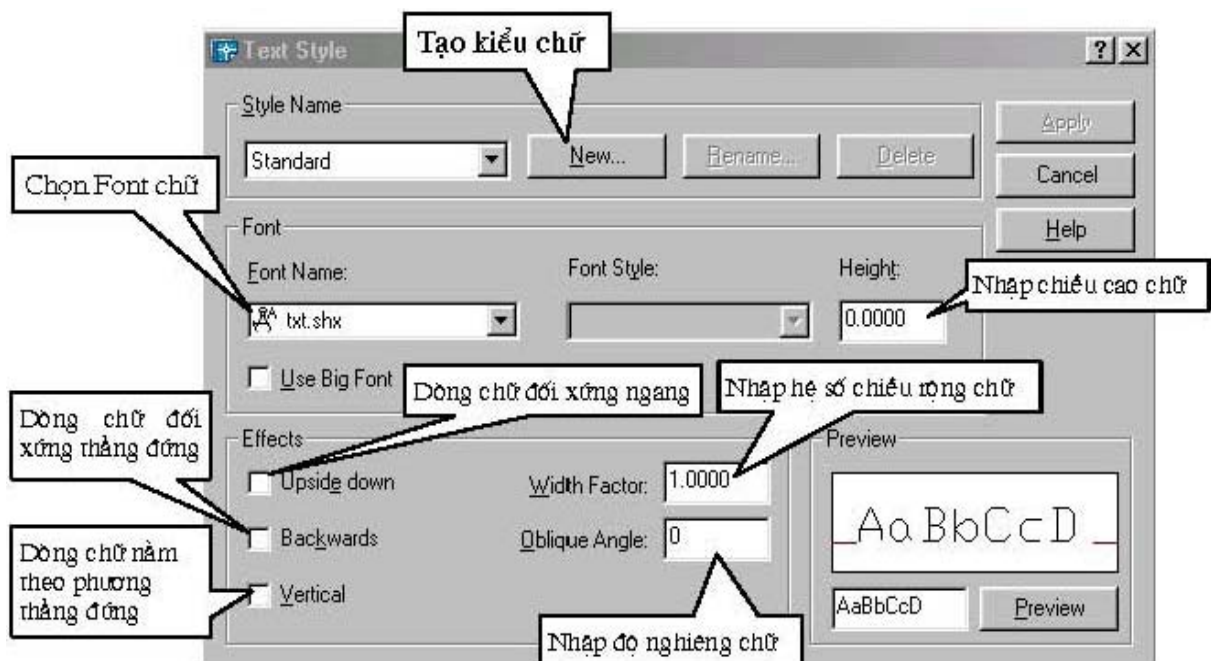 Text Style
Tạo kiểu chữ
Style Name
Standard
New...
Rename...
Delete
Apply
Cancel
Help
Chọn Font chữ
Font
Font Name:
Font Style:
Height:
txt.shx
0.0000
Nhập chiều cao chữ
Use Big Font
Dòng chữ đối xứng ngang
Nhập hệ số chiều rộng chữ
Dòng chữ đối
xứng thẳng đứng
Effects
Upside down
Width Factor:
1.0000
Backwards
Oblique Angle:
0
Dòng chữ nằm
theo phương
thẳng đứng
Vertical
Nhập độ nghiêng chữ
Preview
AaBbCcD
AaBbCcD
Preview